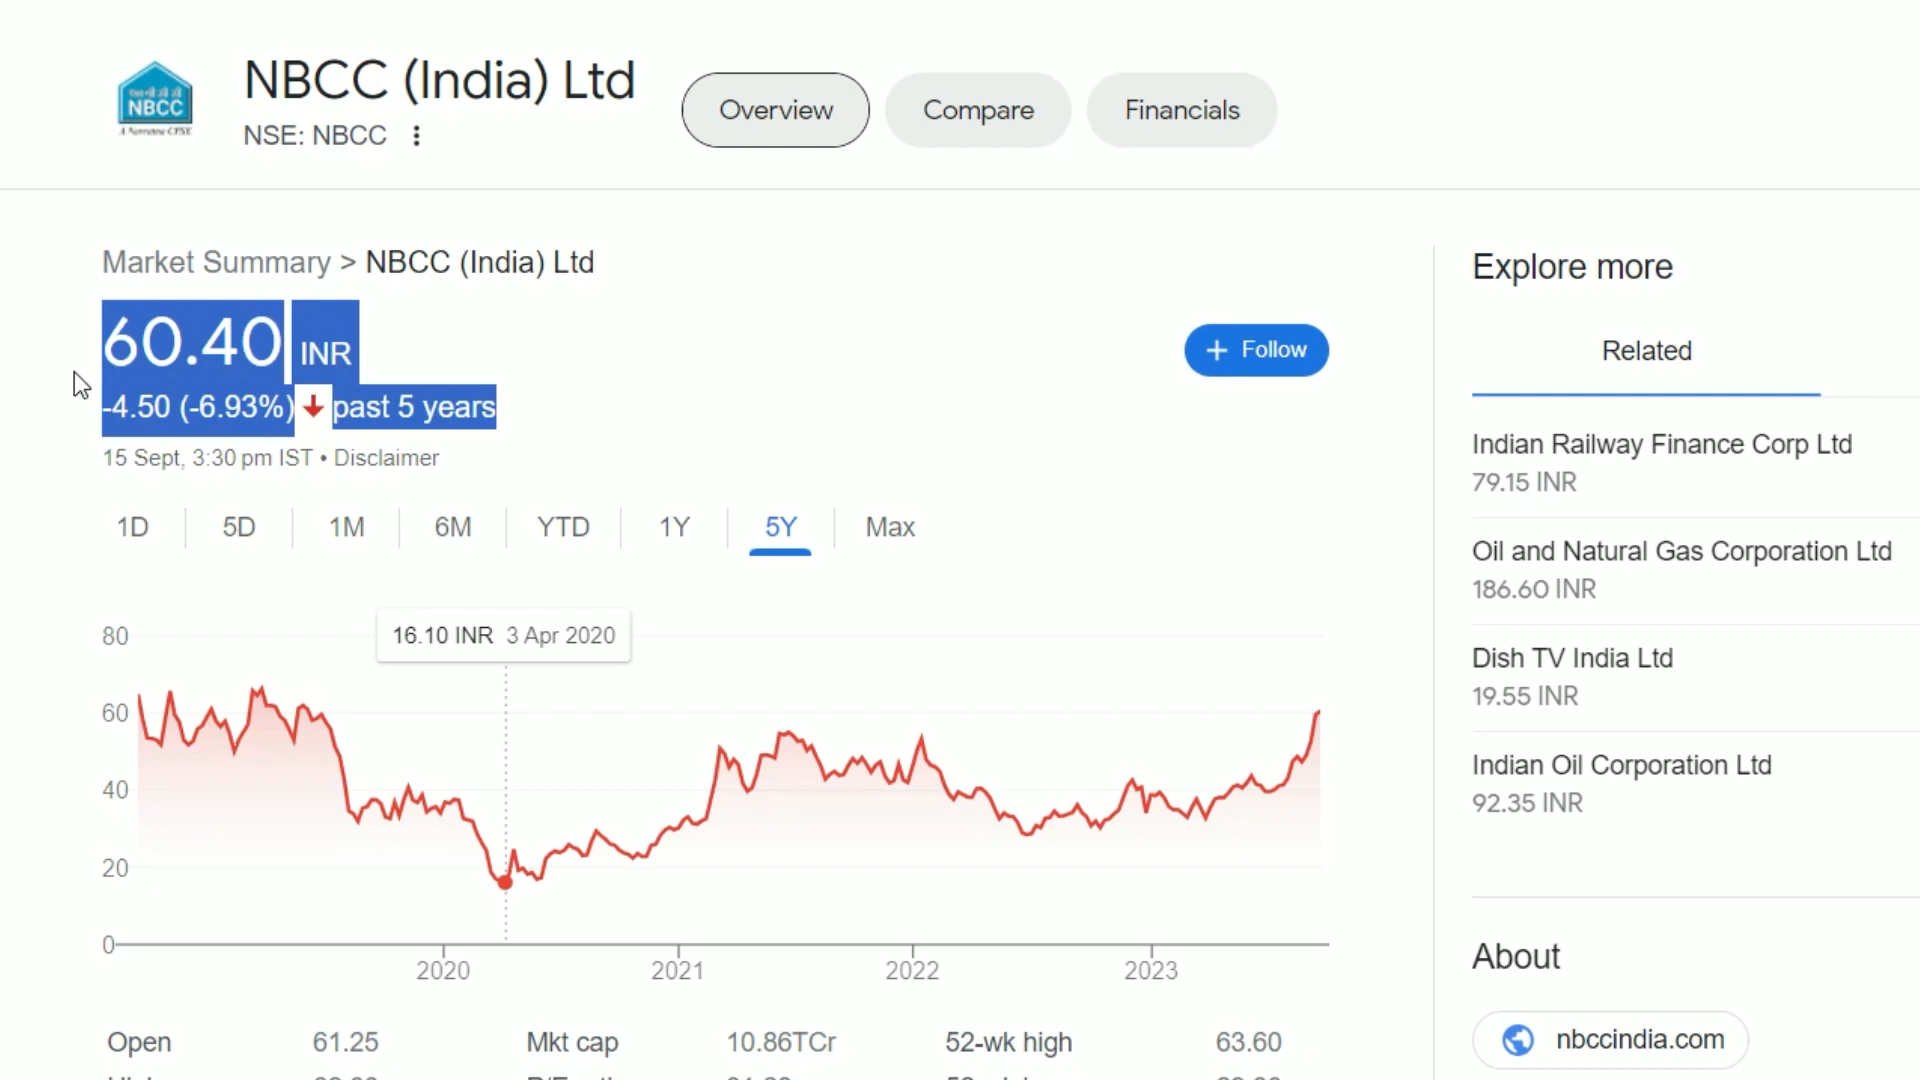 NBCC (India) Ltd
NSE: NBCC
NBCC
Overview
Compare
Financials
Market Summary > NBCC (India) Ltd
60.40 INR
-4.50 (-6.93%) past 5 years
15 Sept, 3:30 pm IST • Disclaimer
+ Follow
1D
5D
1M
6M
YTD
1Y
5Y
Max
16.10 INR 3 Apr 2020
80
60
40
20
0
2020
2021
2022
2023
Open 61.25
Mkt cap 10.86TCr
52-wk high 63.60
Explore more
Related
Indian Railway Finance Corp Ltd
79.15 INR
Oil and Natural Gas Corporation Ltd
186.60 INR
Dish TV India Ltd
19.55 INR
Indian Oil Corporation Ltd
92.35 INR
About
nbccindia.com